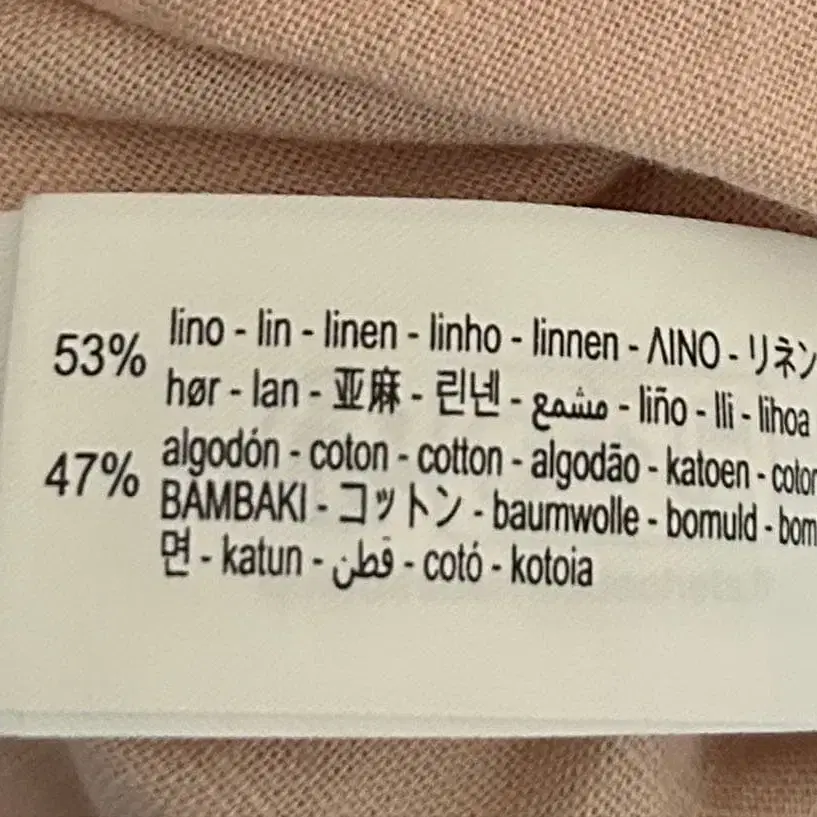 53% lino - lin - linen - linho - linnen - ΛΙΝΟ - リネン
hør - lan - 亚麻 - 린넨 - مشمع - liño - lli - lihoa
47% algodón - coton - cotton - algodão - katoen -
BAMBAKI - コットン - baumwolle - bomuld -
면 - katun - قطن - cotó - kotoia